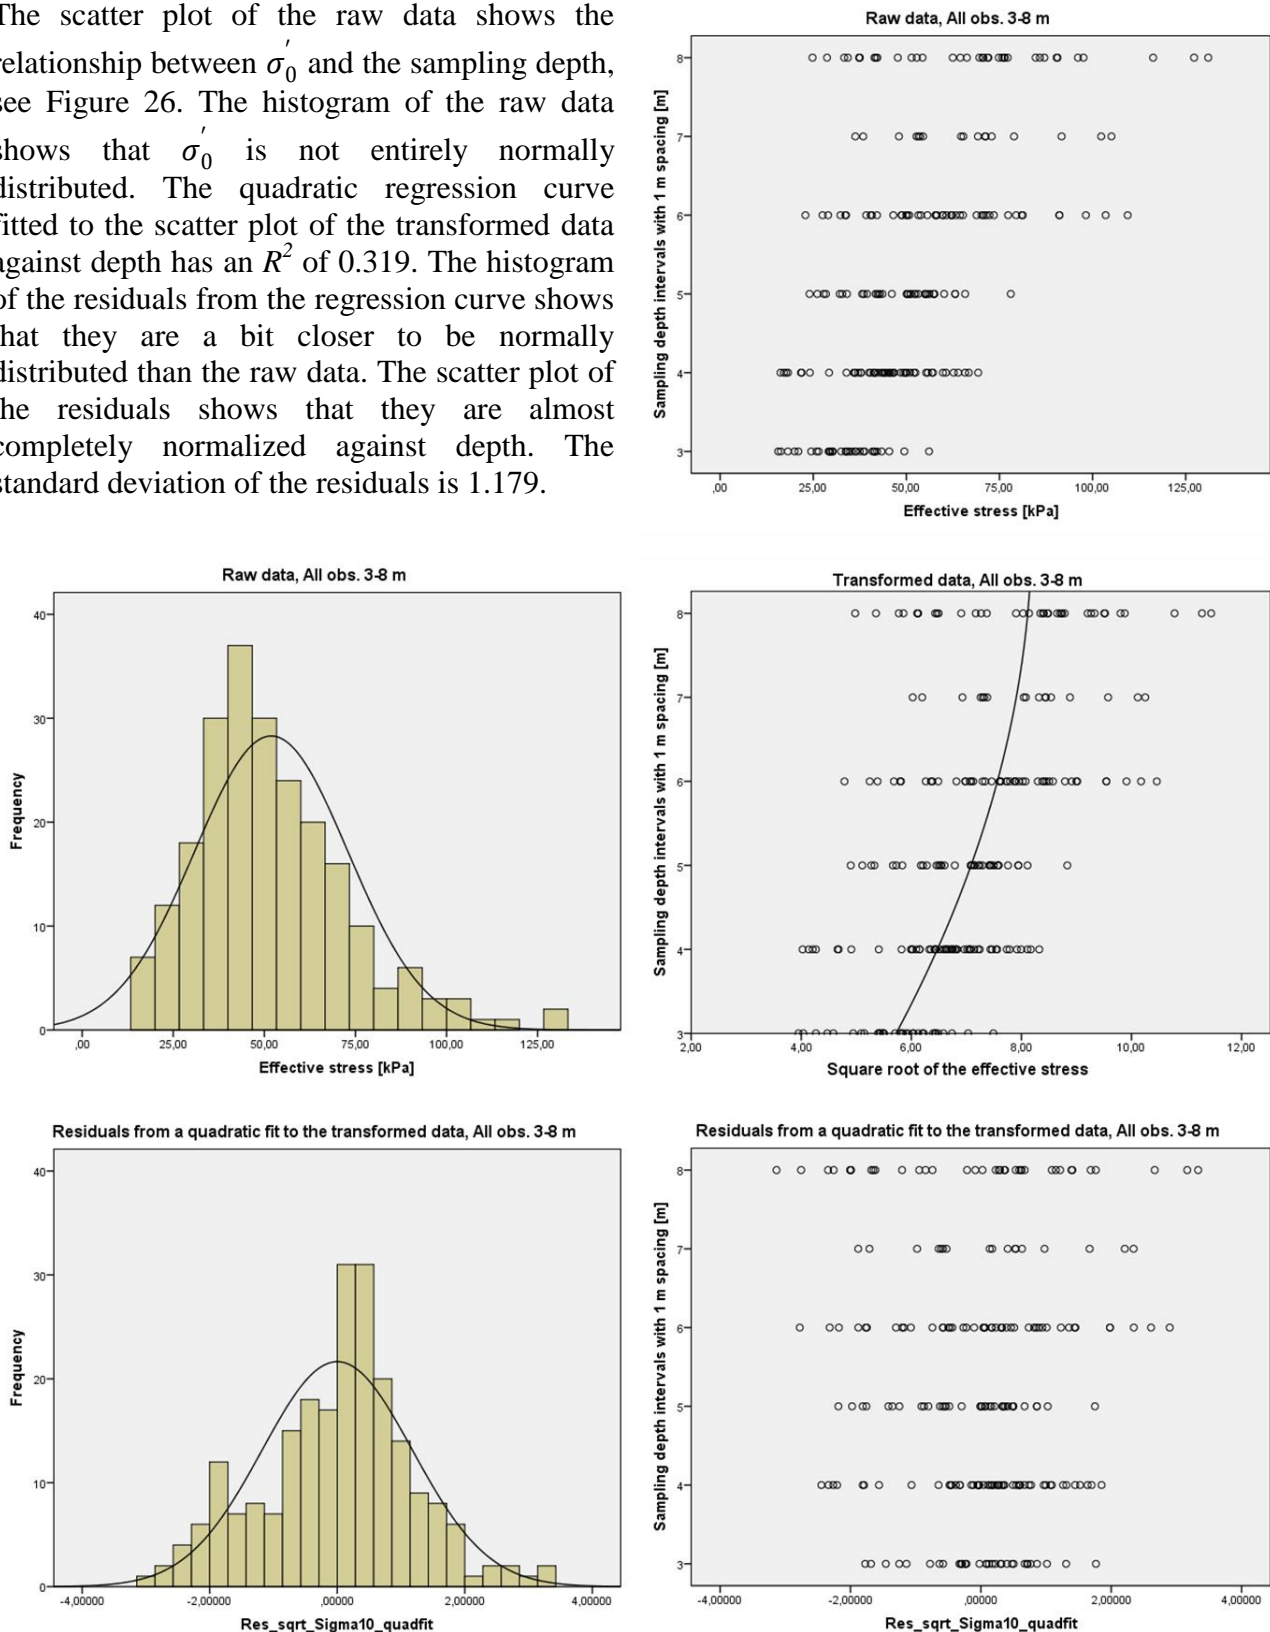 The scatter plot of the raw data shows the
relationship between σ′0 and the sampling depth,
see Figure 26. The histogram of the raw data
shows that σ′0 is not entirely normally
distributed. The quadratic regression curve
fitted to the scatter plot of the transformed data
against depth has an R² of 0.319. The histogram
of the residuals from the regression curve shows
that they are a bit closer to be normally
distributed than the raw data. The scatter plot of
the residuals shows that they are almost
completely normalized against depth. The
standard deviation of the residuals is 1.179.
Raw data, All obs. 3-8 m
Sampling depth intervals with 1 m spacing [m]
8
7
6
5
4
3
,00 25,00 50,00 75,00 100,00 125,00
Effective stress [kPa]
Raw data, All obs. 3-8 m
Frequency
40
30
20
10
0
,00 25,00 50,00 75,00 100,00 125,00
Effective stress [kPa]
Transformed data, All obs. 3-8 m
Sampling depth intervals with 1 m spacing [m]
8
7
6
5
4
3
2,00 4,00 6,00 8,00 10,00 12,00
Square root of the effective stress
Residuals from a quadratic fit to the transformed data, All obs. 3-8 m
Frequency
40
30
20
10
0
-4,00000 -2,00000 ,00000 2,00000 4,00000
Res_sqrt_Sigma10_quadfit
Residuals from a quadratic fit to the transformed data, All obs. 3-8 m
Sampling depth intervals with 1 m spacing [m]
8
7
6
5
4
3
-4,00000 -2,00000 ,00000 2,00000 4,00000
Res_sqrt_Sigma10_quadfit